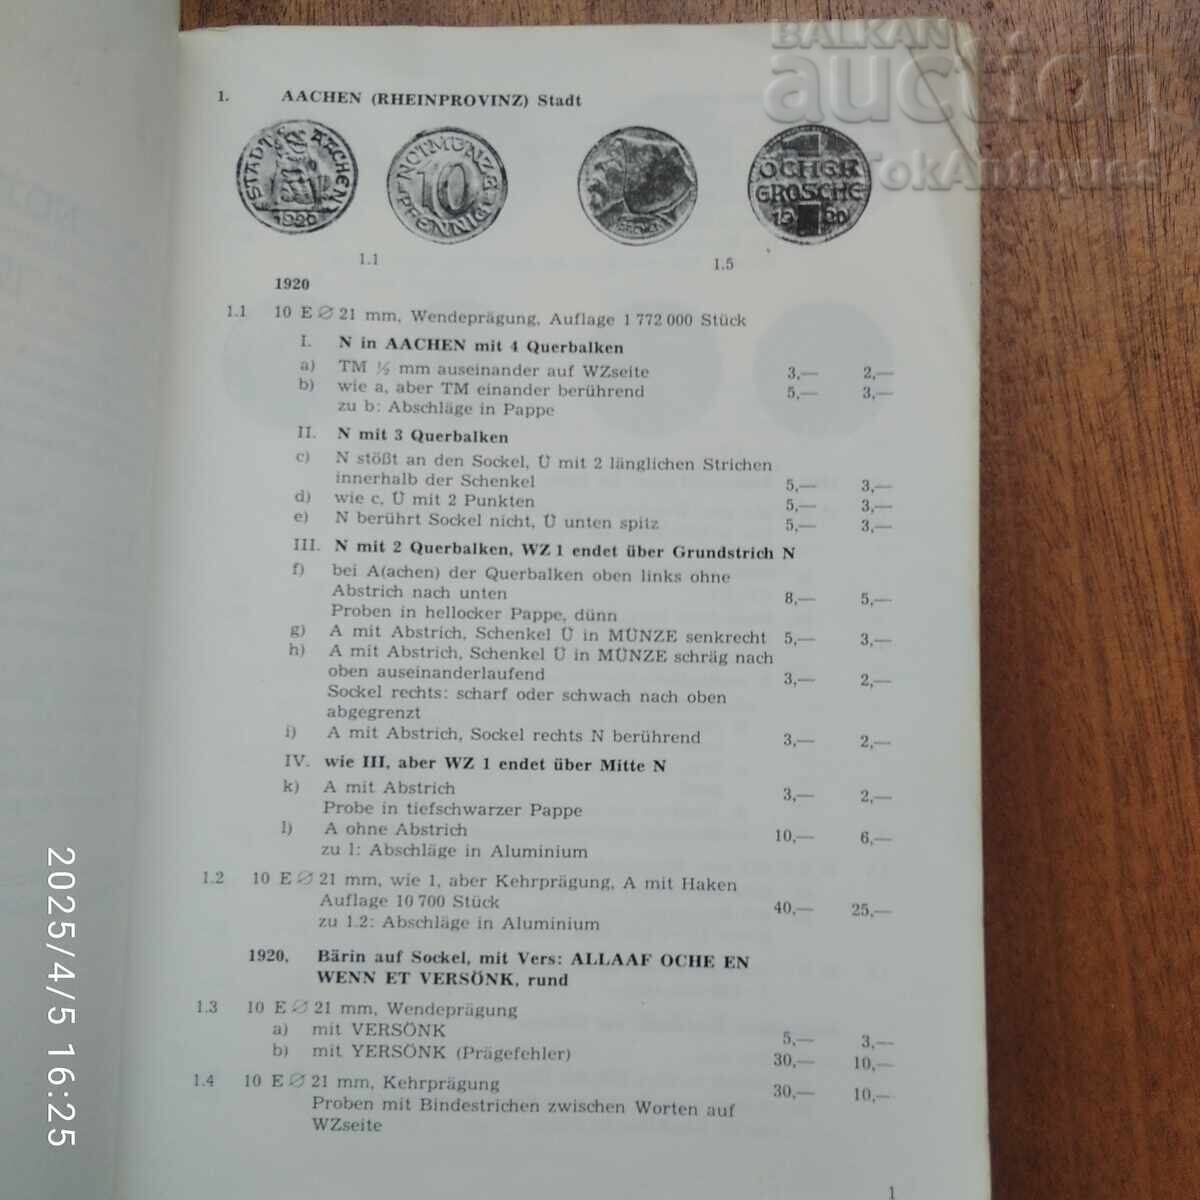 BALKAN
auction
TokAntiques
1. AACHEN (RHEINPROVINZ) Stadt
STADT AACHEN
1920
NOTMÜNZE
10
PFENNIG
1
OCHER
GROSCHE
1920
1.1
1.5
1920
1.1 10 E ∅ 21 mm, Wendeprägung, Auflage 1 772 000 Stück
I. N in AACHEN mit 4 Querbalken
a) TM ½ mm auseinander auf WZseite 3,— 2,—
b) wie a, aber TM einander berührend 5,— 3,—
zu b: Abschläge in Pappe
II. N mit 3 Querbalken
c) N stößt an den Sockel, Ü mit 2 länglichen Strichen
innerhalb der Schenkel 5,— 3,—
d) wie c, Ü mit 2 Punkten 5,— 3,—
e) N berührt Sockel nicht, Ü unten spitz 5,— 3,—
III. N mit 2 Querbalken, WZ 1 endet über Grundstrich N
f) bei A(achen) der Querbalken oben links ohne
Abstrich nach unten 8,— 5,—
Proben in hellocker Pappe, dünn
g) A mit Abstrich, Schenkel Ü in MÜNZE senkrecht 5,— 3,—
h) A mit Abstrich, Schenkel Ü in MÜNZE schräg nach
oben auseinanderlaufend 3,— 2,—
Sockel rechts: scharf oder schwach nach oben
abgegrenzt
i) A mit Abstrich, Sockel rechts N berührend 3,— 2,—
IV. wie III, aber WZ 1 endet über Mitte N
k) A mit Abstrich 3,— 2,—
Probe in tiefschwarzer Pappe
l) A ohne Abstrich 10,— 6,—
zu 1: Abschläge in Aluminium
1.2 10 E ∅ 21 mm, wie 1, aber Kehrprägung, A mit Haken
Auflage 10 700 Stück 40,— 25,—
zu 1.2: Abschläge in Aluminium
1920, Bärin auf Sockel, mit Vers: ALLAAF OCHE EN
WENN ET VERSÖNK, rund
1.3 10 E ∅ 21 mm, Wendeprägung
a) mit VERSÖNK 5,— 3,—
b) mit YERSÖNK (Prägefehler) 30,— 10,—
1.4 10 E ∅ 21 mm, Kehrprägung 30,— 10,—
Proben mit Bindestrichen zwischen Worten auf
WZseite
1
2025/4/5 16:25